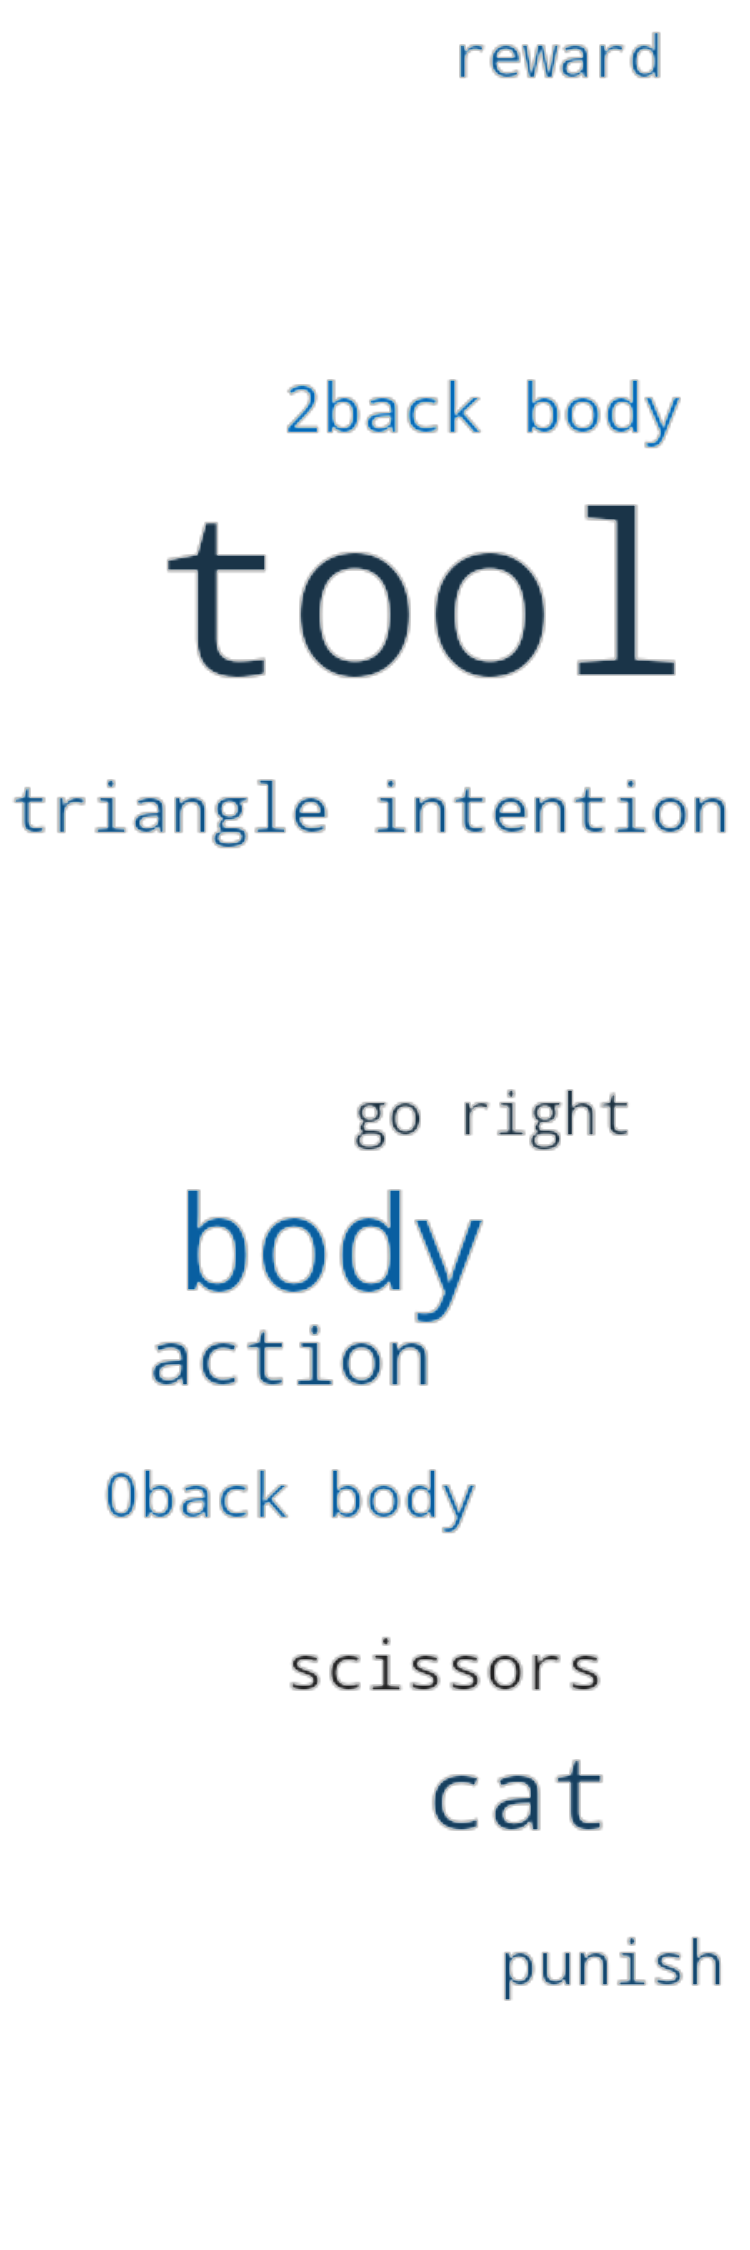 reward
2back body
tool
triangle intention
go right
body
action
0back body
scissors
cat
punish